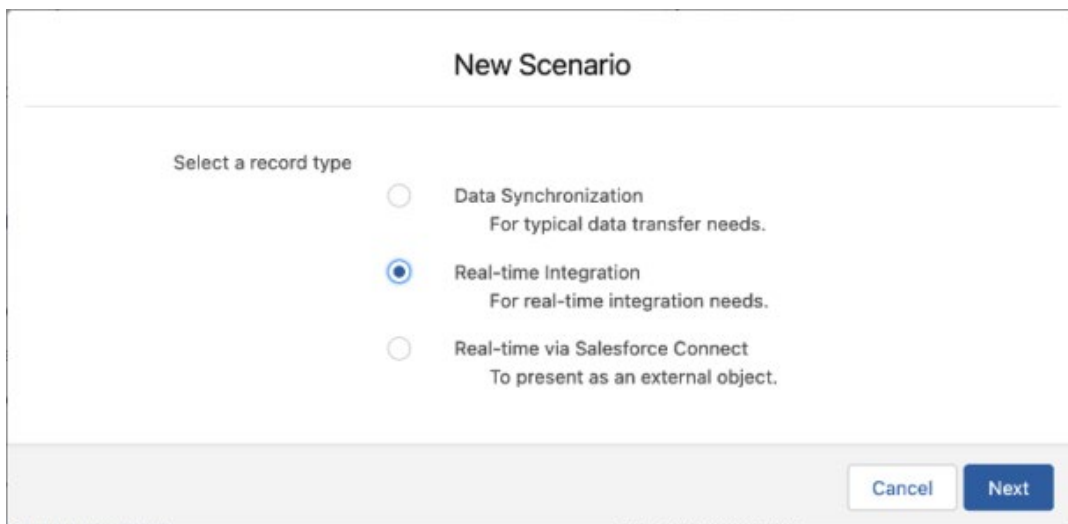 New Scenario
Select a record type
Data Synchronization
For typical data transfer needs.
Real-time Integration
For real-time integration needs.
Real-time via Salesforce Connect
To present as an external object.
Cancel
Next